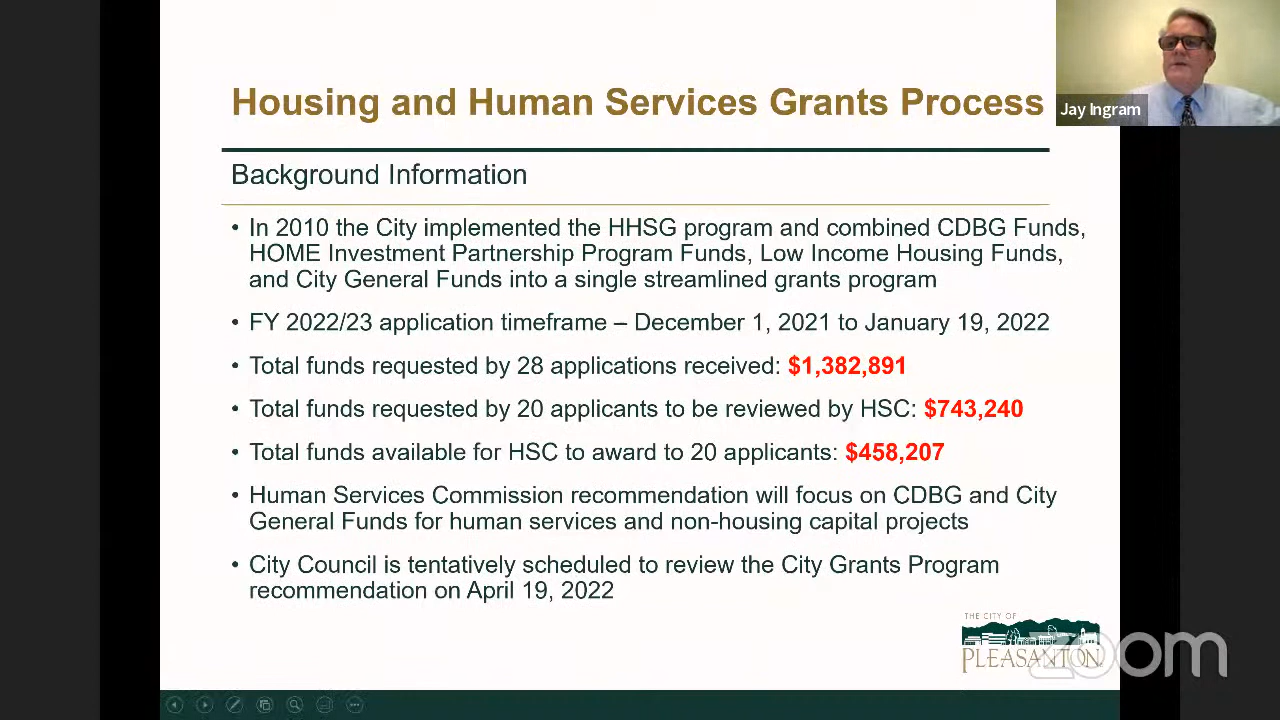 Housing and Human Services Grants Process
Jay Ingram
Background Information
• In 2010 the City implemented the HHSG program and combined CDBG Funds,
HOME Investment Partnership Program Funds, Low Income Housing Funds,
and City General Funds into a single streamlined grants program
• FY 2022/23 application timeframe – December 1, 2021 to January 19, 2022
• Total funds requested by 28 applications received: $1,382,891
• Total funds requested by 20 applicants to be reviewed by HSC: $743,240
• Total funds available for HSC to award to 20 applicants: $458,207
• Human Services Commission recommendation will focus on CDBG and City
General Funds for human services and non-housing capital projects
• City Council is tentatively scheduled to review the City Grants Program
recommendation on April 19, 2022
THE CITY OF
PLEASANTON
zoom